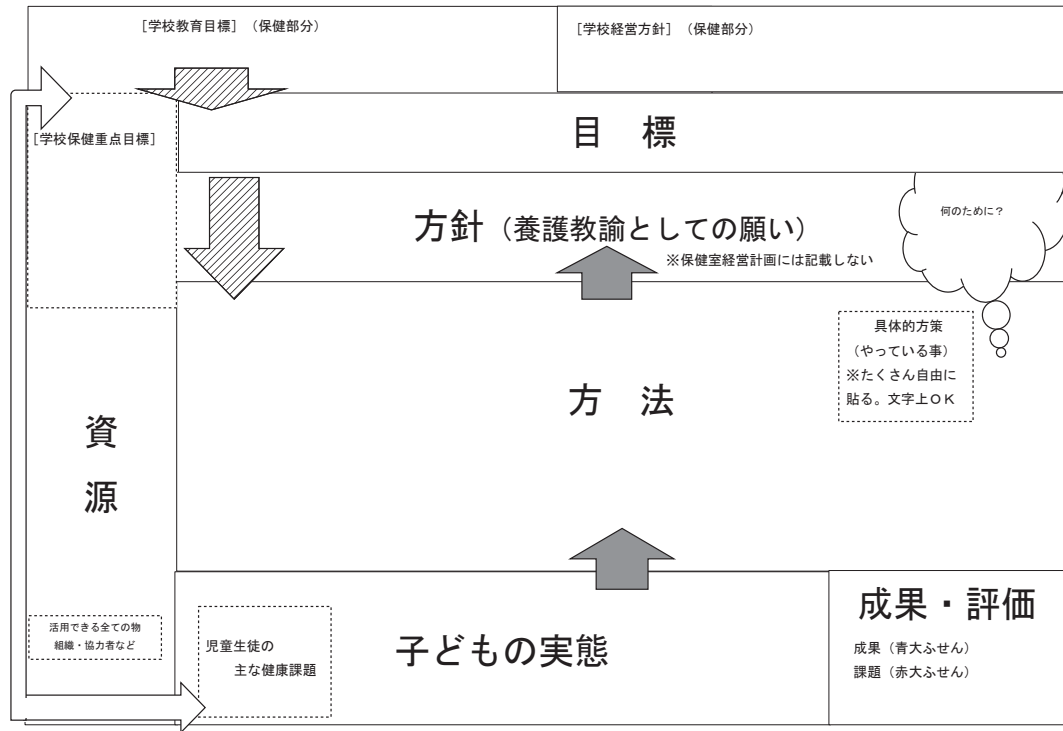 [学校教育目標]（保健部分）
[学校経営方針]（保健部分）
[学校保健重点目標]
目　標
方針（養護教諭としての願い）
※保健室経営計画には記載しない
何のために？
具体的方策
（やっている事）
※たくさん自由に
貼る。文字上ＯＫ
方　法
資
源
活用できる全ての物
組織・協力者など
児童生徒の
主な健康課題
子どもの実態
成果・評価
成果（青大ふせん）
課題（赤大ふせん）